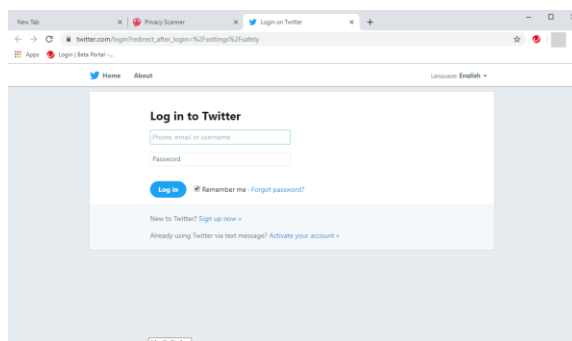 New Tab
Privacy Scanner
Login on Twitter
twitter.com/login?redirect_after_login=%2Fsettings%2Fsafety
Apps
Login | Beta Portal -...
Home
About
Language: English
Log in to Twitter
Phone, email or username
Password
Log in
Remember me · Forgot password?
New to Twitter? Sign up now »
Already using Twitter via text message? Activate your account »